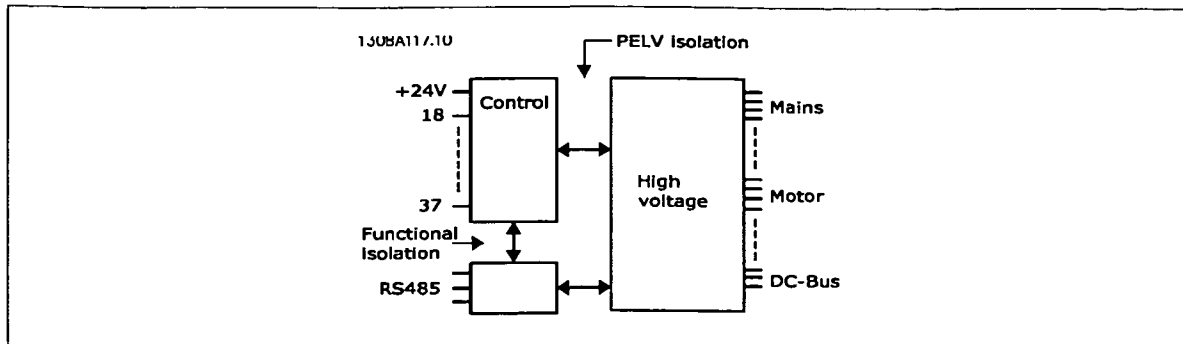 130BA117.10
PELV isolation
+24V
18
37
Control
High
voltage
Mains
Motor
DC-Bus
Functional
isolation
RS485